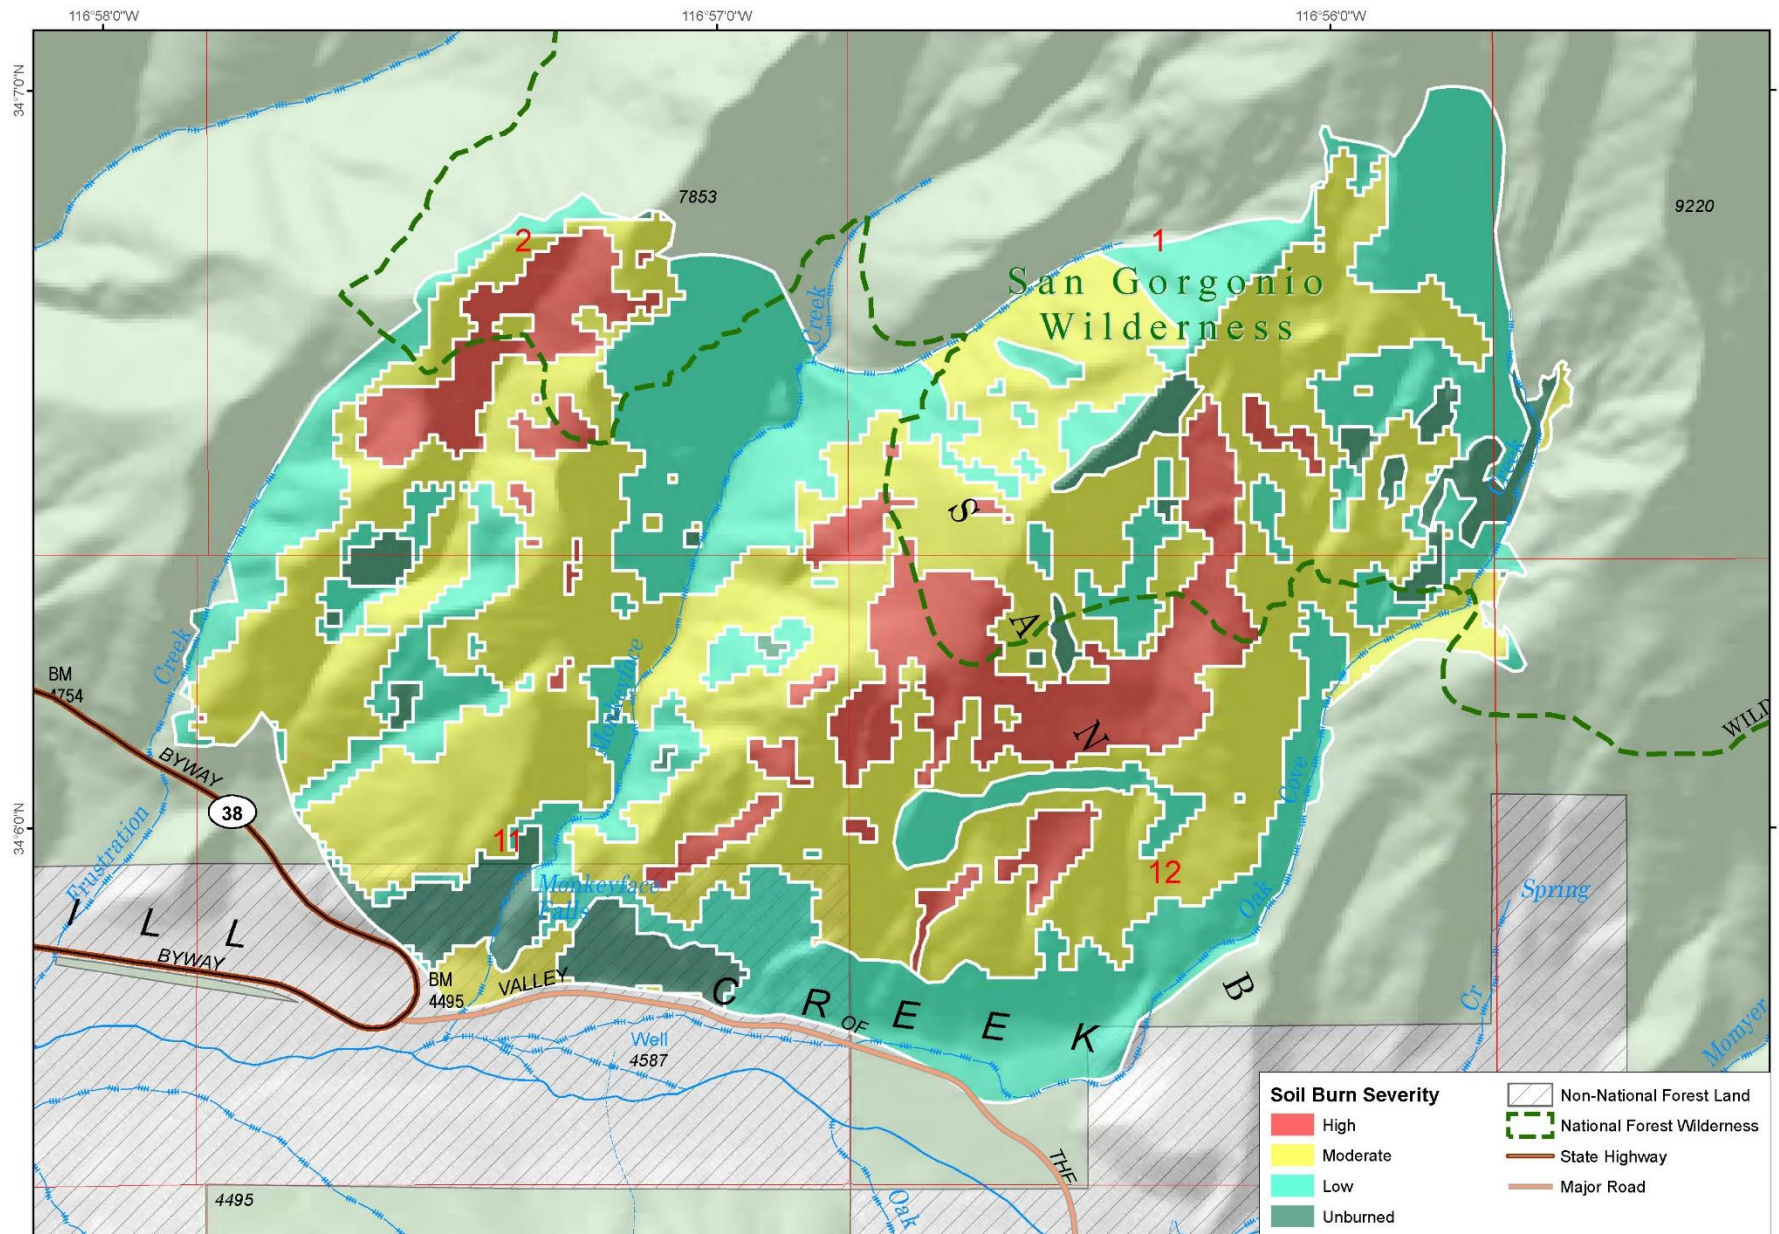 116°58'0"W
116°57'0"W
116°56'0"W
34°7'0"N
7853
9220
2
1
San Gorgonio
Wilderness
Creek
Creek
S
A
N
Creek
Monkeyface
BM
4754
BYWAY
WILD
38
Cove
34°6'0"N
11
12
Frustration
Monkeyface
Falls
Oak
Spring
I L L
BYWAY
BM
4495
VALLEY
C R E E K
OF
B
Cr
Momyer
Well
4587
THE
4495
Oak
Soil Burn Severity
High
Moderate
Low
Unburned
Non-National Forest Land
National Forest Wilderness
State Highway
Major Road